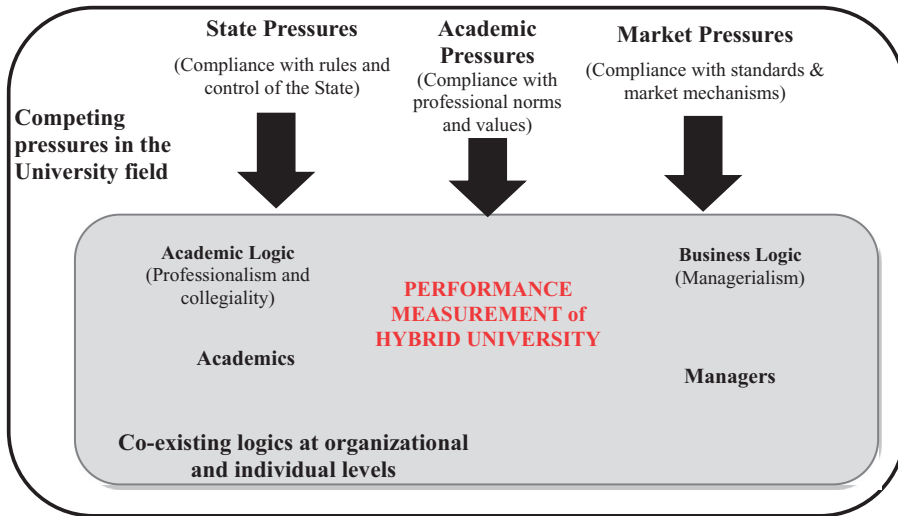 State Pressures
(Compliance with rules and
control of the State)
Academic
Pressures
(Compliance with
professional norms
and values)
Market Pressures
(Compliance with standards &
market mechanisms)
Competing
pressures in the
University field
Academic Logic
(Professionalism and
collegiality)
Academics
PERFORMANCE
MEASUREMENT of
HYBRID UNIVERSITY
Business Logic
(Managerialism)
Managers
Co-existing logics at organizational
and individual levels